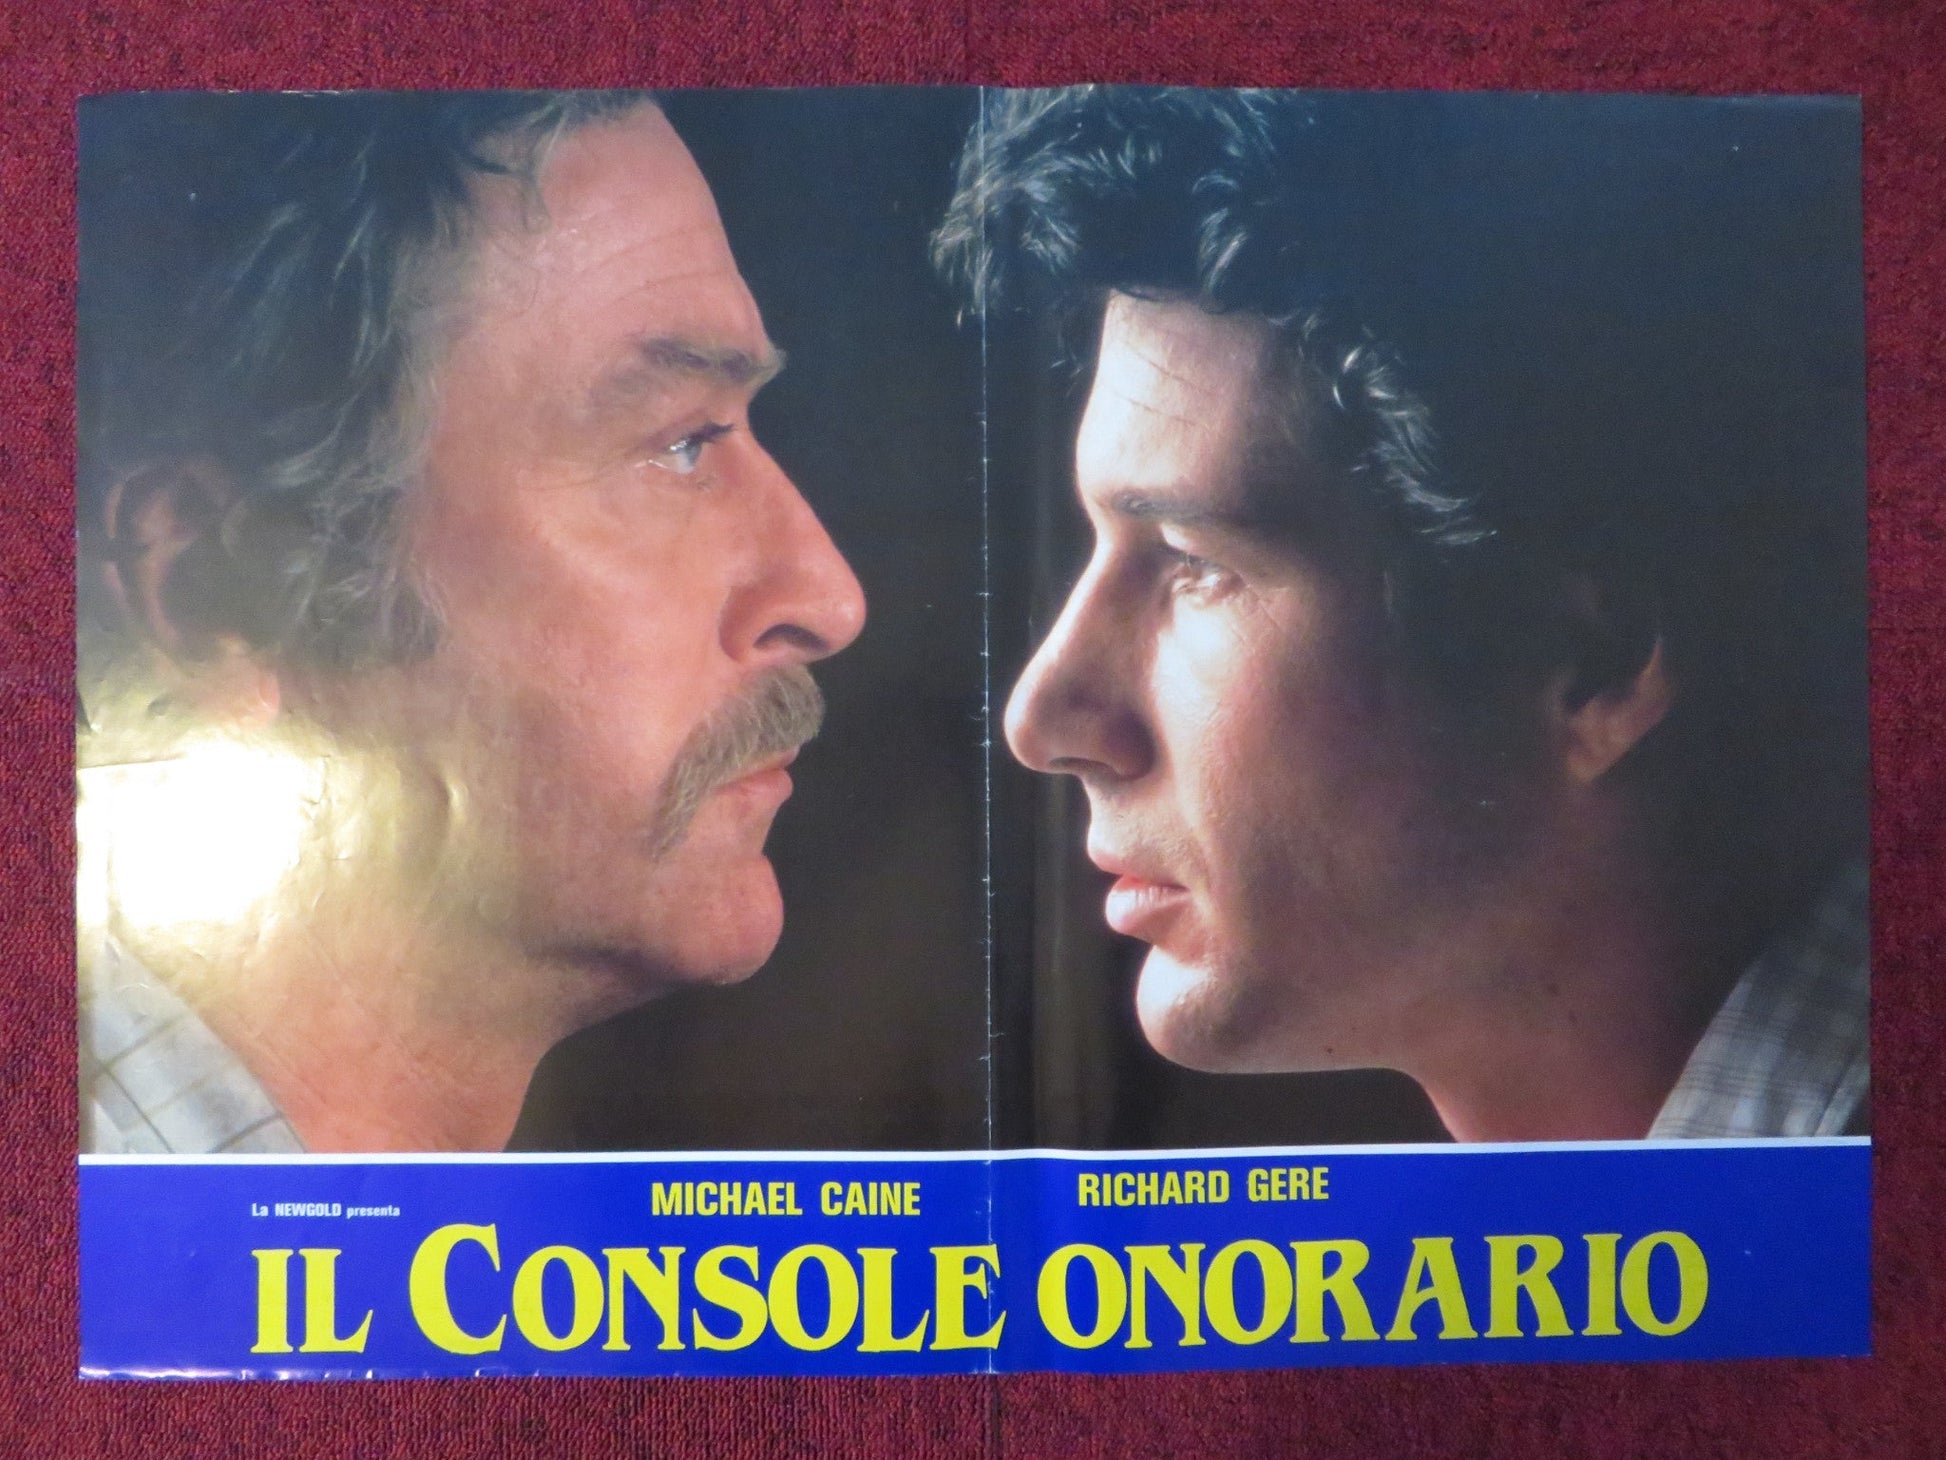 MICHAEL CAINE RICHARD GERE
La NEWGOLD presenta
IL CONSOLE ONORARIO